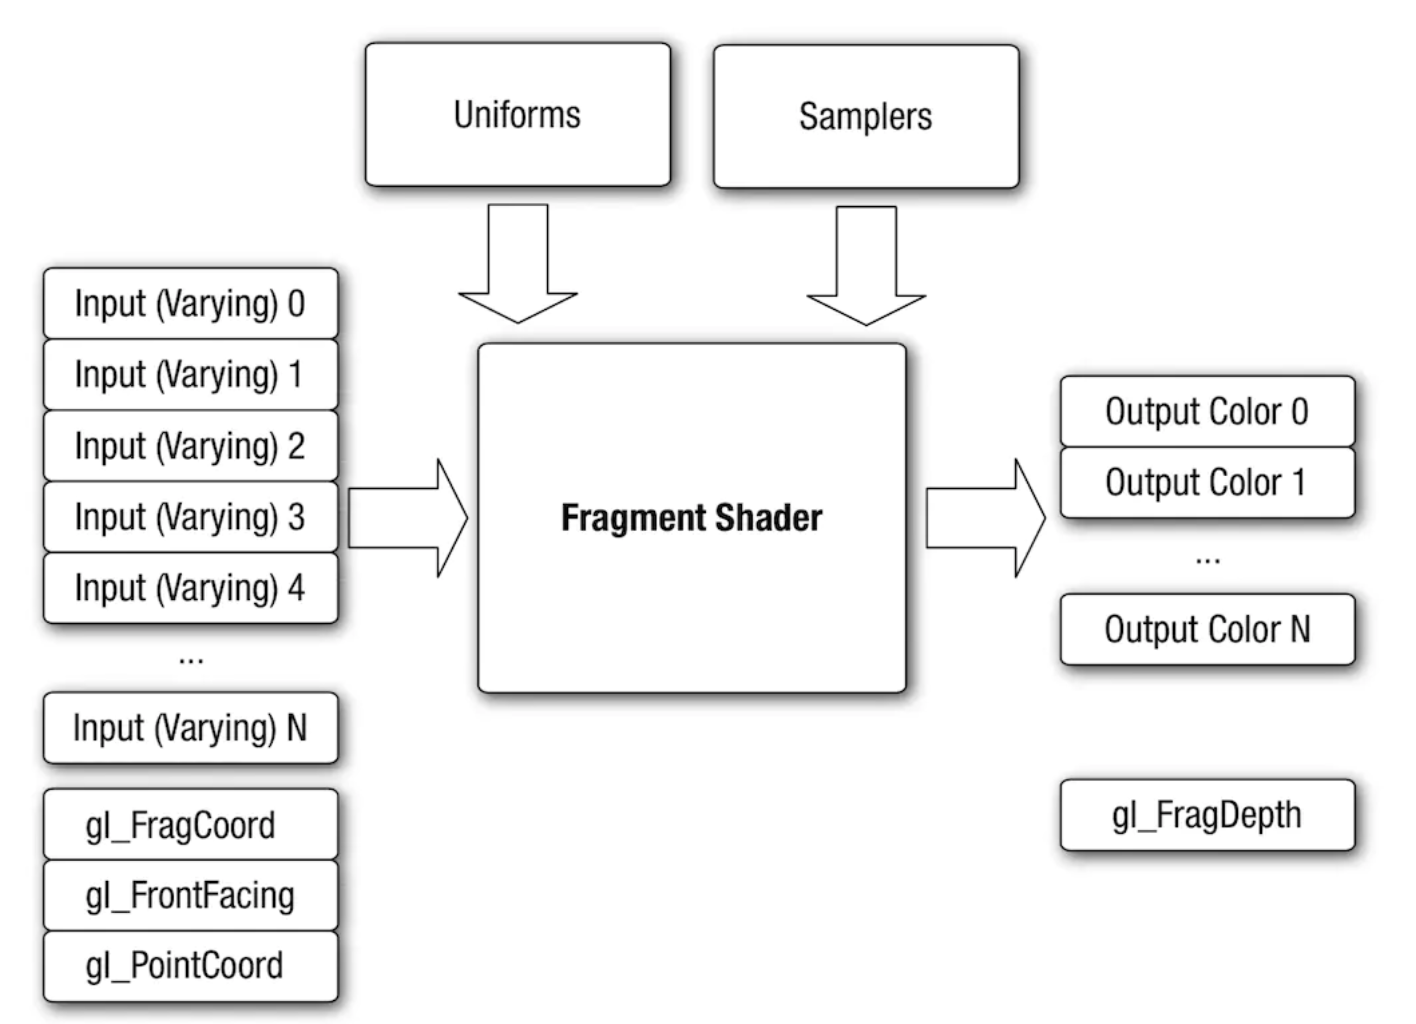 Uniforms
Samplers
Input (Varying) 0
Input (Varying) 1
Input (Varying) 2
Input (Varying) 3
Input (Varying) 4
...
Input (Varying) N
gl_FragCoord
gl_FrontFacing
gl_PointCoord
Fragment Shader
Output Color 0
Output Color 1
...
Output Color N
gl_FragDepth